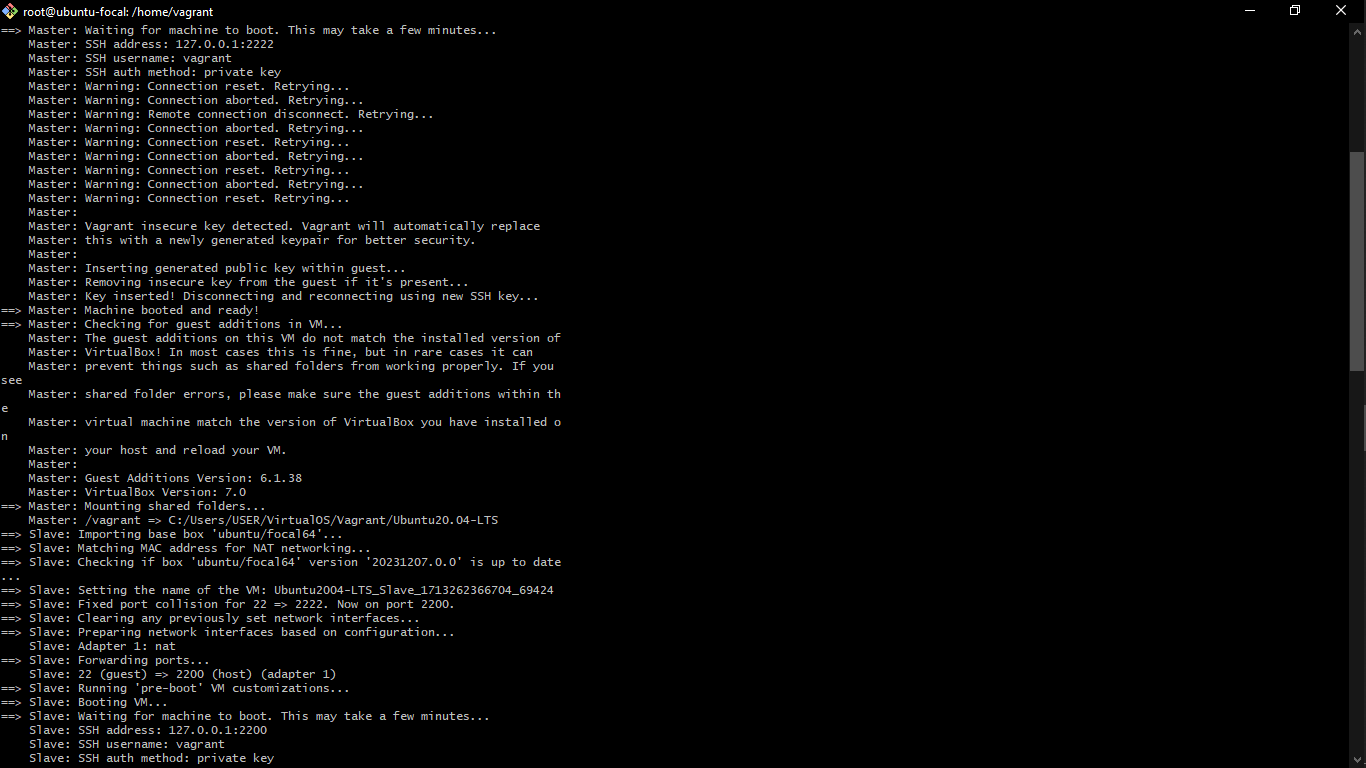 root@ubuntu-focal: /home/vagrant
==> Master: Waiting for machine to boot. This may take a few minutes...
    Master: SSH address: 127.0.0.1:2222
    Master: SSH username: vagrant
    Master: SSH auth method: private key
    Master: Warning: Connection reset. Retrying...
    Master: Warning: Connection aborted. Retrying...
    Master: Warning: Remote connection disconnect. Retrying...
    Master: Warning: Connection aborted. Retrying...
    Master: Warning: Connection reset. Retrying...
    Master: Warning: Connection aborted. Retrying...
    Master: Warning: Connection reset. Retrying...
    Master: Warning: Connection aborted. Retrying...
    Master: Warning: Connection reset. Retrying...
    Master:
    Master: Vagrant insecure key detected. Vagrant will automatically replace
    Master: this with a newly generated keypair for better security.
    Master:
    Master: Inserting generated public key within guest...
    Master: Removing insecure key from the guest if it's present...
    Master: Key inserted! Disconnecting and reconnecting using new SSH key...
==> Master: Machine booted and ready!
==> Master: Checking for guest additions in VM...
    Master: The guest additions on this VM do not match the installed version of
    Master: VirtualBox! In most cases this is fine, but in rare cases it can
    Master: prevent things such as shared folders from working properly. If you
see
    Master: shared folder errors, please make sure the guest additions within th
e
    Master: virtual machine match the version of VirtualBox you have installed o
n
    Master: your host and reload your VM.
    Master:
    Master: Guest Additions Version: 6.1.38
    Master: VirtualBox Version: 7.0
==> Master: Mounting shared folders...
    Master: /vagrant => C:/Users/USER/VirtualOS/Vagrant/Ubuntu20.04-LTS
==> Slave: Importing base box 'ubuntu/focal64'...
==> Slave: Matching MAC address for NAT networking...
==> Slave: Checking if box 'ubuntu/focal64' version '20231207.0.0' is up to date
...
==> Slave: Setting the name of the VM: Ubuntu2004-LTS_Slave_1713262366704_69424
==> Slave: Fixed port collision for 22 => 2222. Now on port 2200.
==> Slave: Clearing any previously set network interfaces...
==> Slave: Preparing network interfaces based on configuration...
    Slave: Adapter 1: nat
==> Slave: Forwarding ports...
    Slave: 22 (guest) => 2200 (host) (adapter 1)
==> Slave: Running 'pre-boot' VM customizations...
==> Slave: Booting VM...
==> Slave: Waiting for machine to boot. This may take a few minutes...
    Slave: SSH address: 127.0.0.1:2200
    Slave: SSH username: vagrant
    Slave: SSH auth method: private key